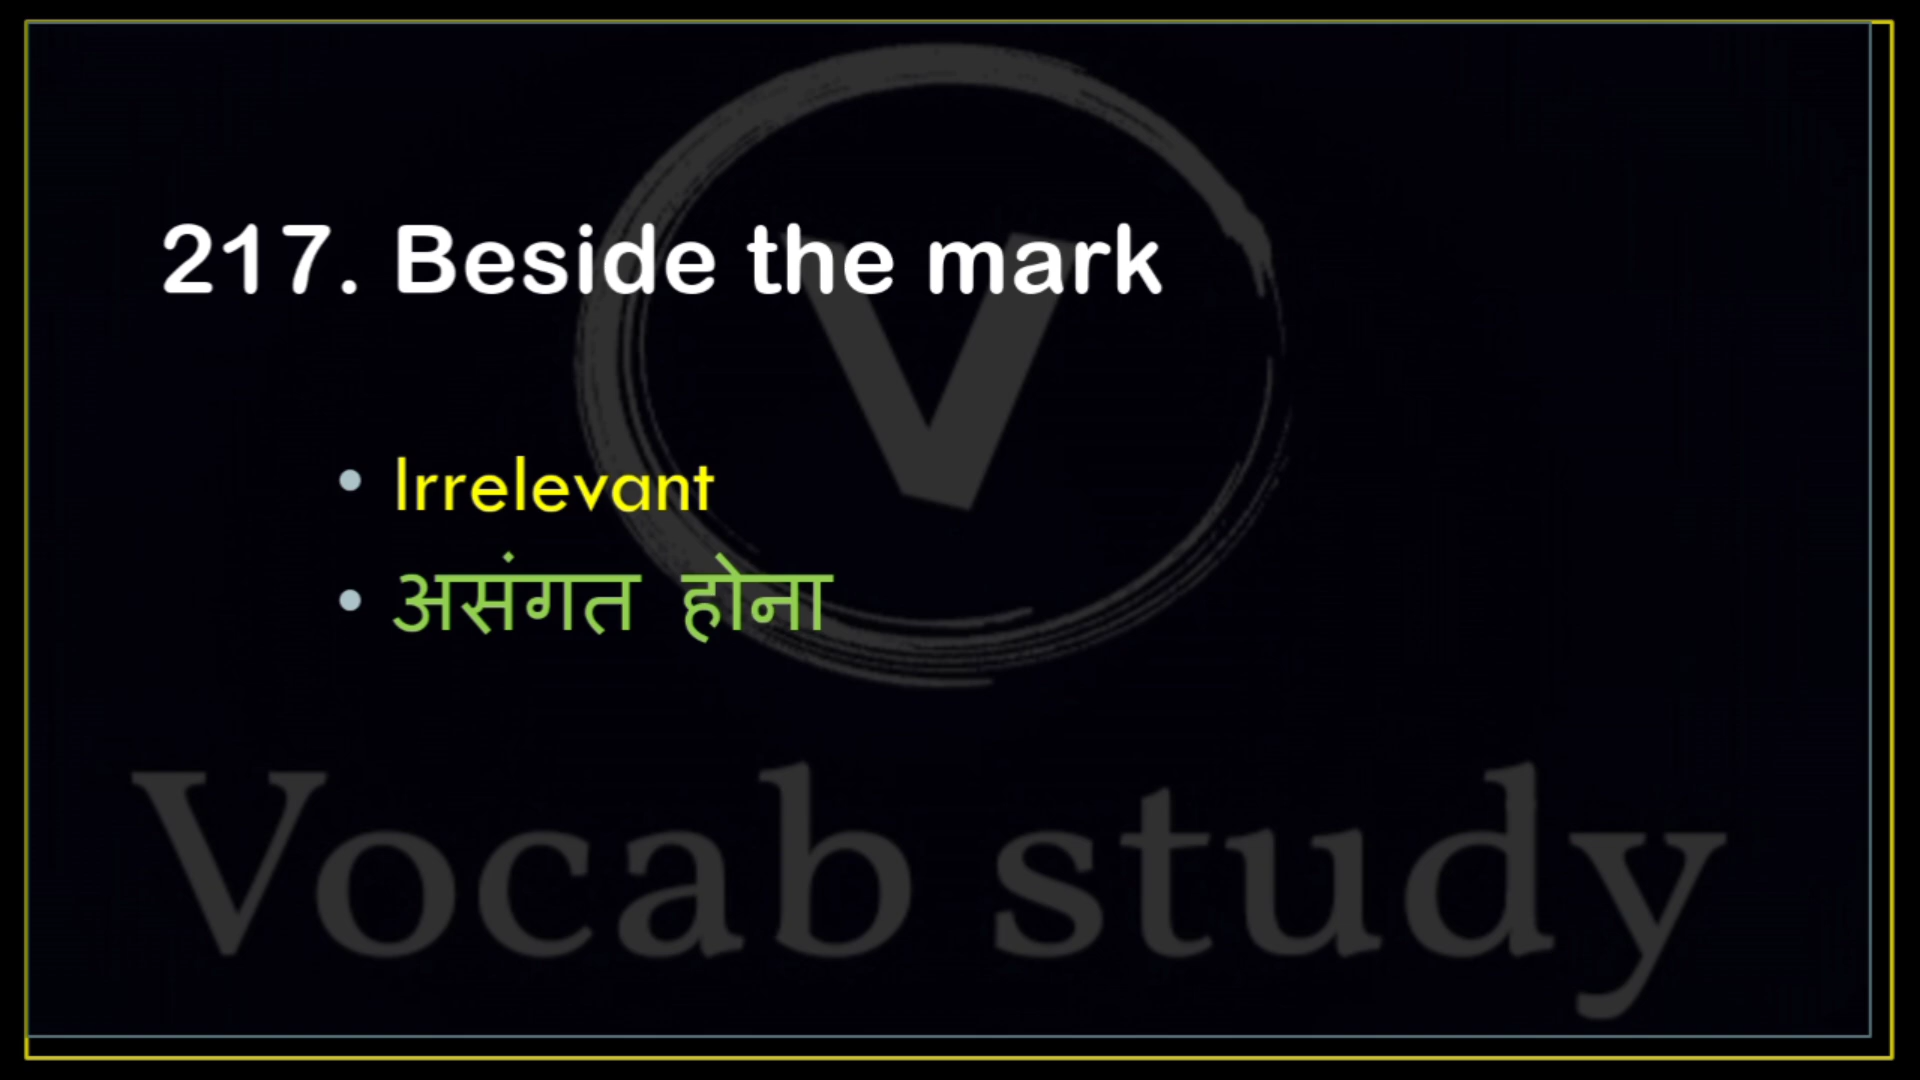 217. Beside the mark
• Irrelevant
• असंगत होना
V
Vocab study